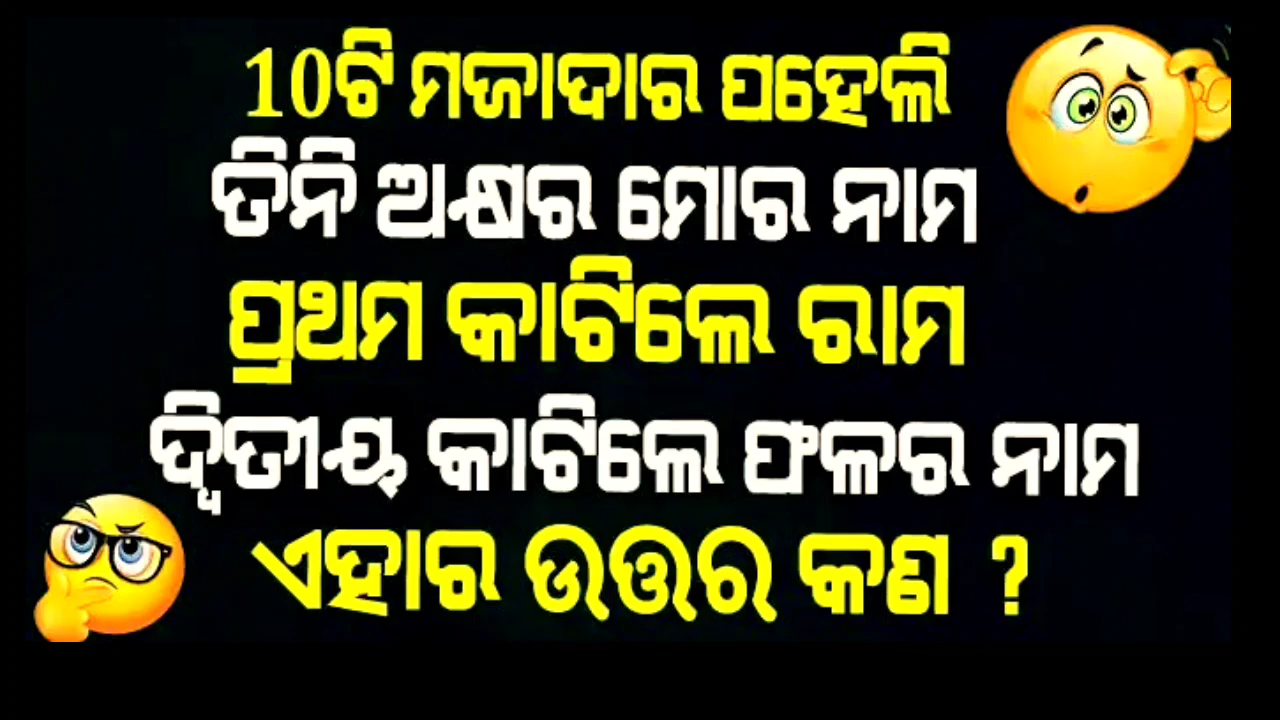 10ଟି ମଜାଦାର ପହେଲି
ତିନି ଅକ୍ଷର ମୋର ନାମ
ପ୍ରଥମ କାଟିଲେ ରାମ
ଦ୍ଵିତୀୟ କାଟିଲେ ଫଳର ନାମ
ଏହାର ଉତ୍ତର କଣ ?